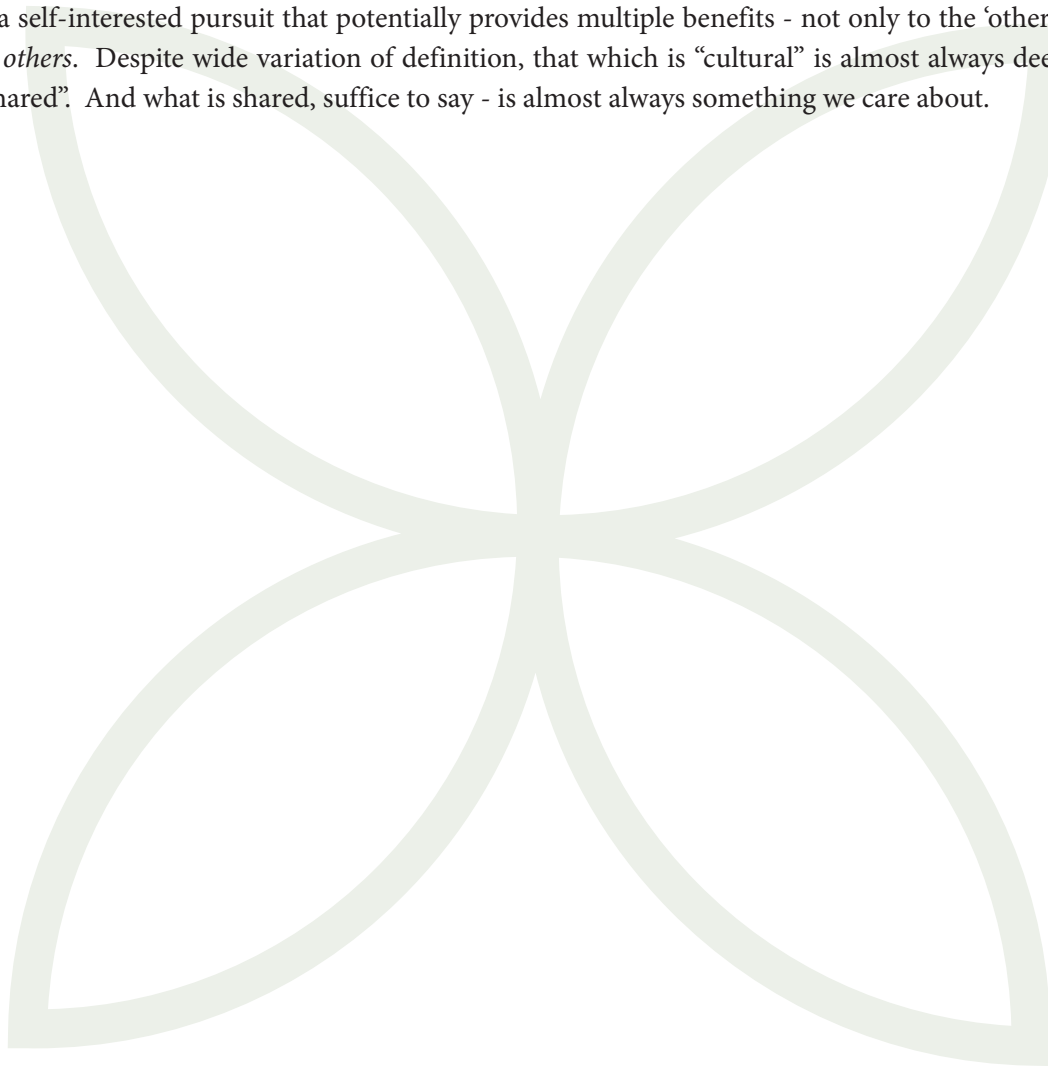 a self-interested pursuit that potentially provides multiple benefits - not only to the ‘other
others. Despite wide variation of definition, that which is “cultural” is almost always
hared”. And what is shared, suffice to say - is almost always something we care about.